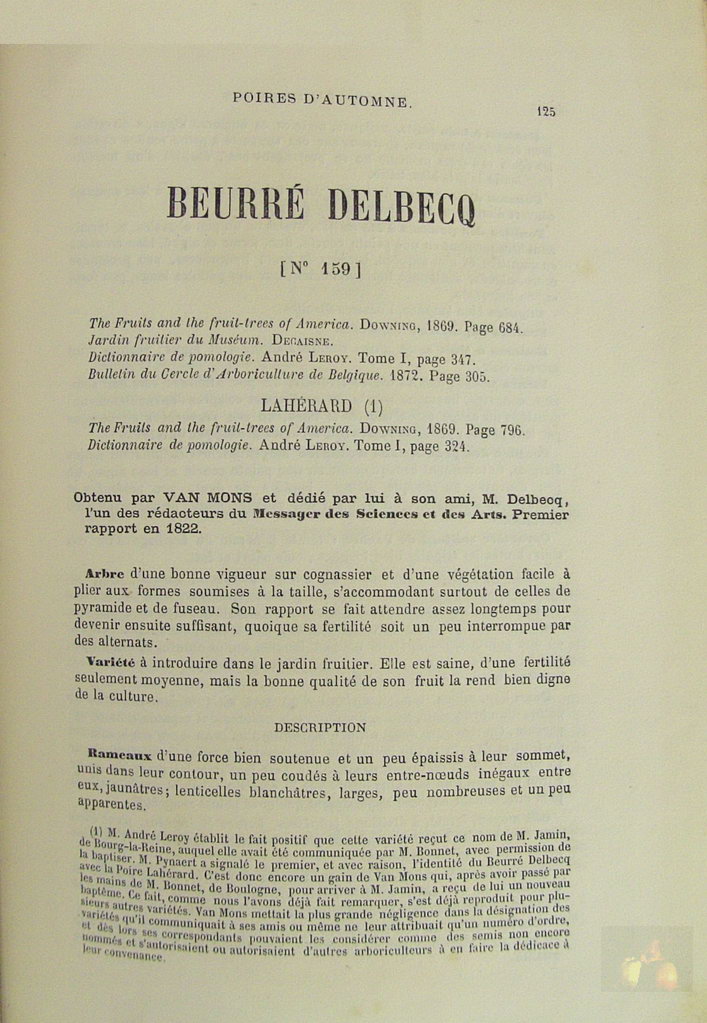 POIRES D'AUTOMNE.
125
BEURRÉ DELBECQ
[N° 159]
The Fruits and the fruit-trees of America. DOWNING, 1869. Page 684.
Jardin fruitier du Muséum. DECAISNE.
Dictionnaire de pomologie. André LEROY. Tome I, page 347.
Bulletin du Cercle d'Arboriculture de Belgique. 1872. Page 305.
LAHÉRARD (1)
The Fruits and the fruit-trees of America. DOWNING, 1869. Page 796.
Dictionnaire de pomologie. André LEROY. Tome I, page 324.
Obtenu par VAN MONS et dédié par lui à son ami, M. Delbecq,
l'un des rédacteurs du Messager des Sciences et des Arts. Premier
rapport en 1822.
Arbre d'une bonne vigueur sur cognassier et d'une végétation facile à
plier aux formes soumises à la taille, s'accommodant surtout de celles de
pyramide et de fuseau. Son rapport se fait attendre assez longtemps pour
devenir ensuite suffisant, quoique sa fertilité soit un peu interrompue par
des alternats.
Variété à introduire dans le jardin fruitier. Elle est saine, d'une fertilité
seulement moyenne, mais la bonne qualité de son fruit la rend bien digne
de la culture.
DESCRIPTION
Rameaux d'une force bien soutenue et un peu épaissis à leur sommet,
unis dans leur contour, un peu coudés à leurs entre-nœuds inégaux entre
eux, jaunâtres; lenticelles blanchâtres, larges, peu nombreuses et un peu
apparentes.
(1) M. André Leroy établit le fait positif que cette variété reçut ce nom de M. Jamin,
de Bourg-la-Reine, auquel elle avait été communiquée par M. Bonnet, avec permission de
la baptiser. M. Pynaert a signalé le premier, et avec raison, l'identité du Beurré Delbecq
avec la Poire Lahérard. C'est donc encore un gain de Van Mons qui, après avoir passé par
les mains de M. Bonnet, de Boulogne, pour arriver à M. Jamin, a reçu de lui un nouveau
baptême. Ce fait, comme nous l'avons déjà fait remarquer, s'est déjà reproduit pour plu-
sieurs autres variétés. Van Mons mettait la plus grande négligence dans la désignation des
variétés qu'il communiquait à ses amis ou même ne leur attribuait qu'un numéro d'ordre,
et dès lors ses correspondants pouvaient les considérer comme des semis non encore
nommés et s'autorisaient ou autorisaient d'autres arboriculteurs à en faire la dédicace à
leur convenance.